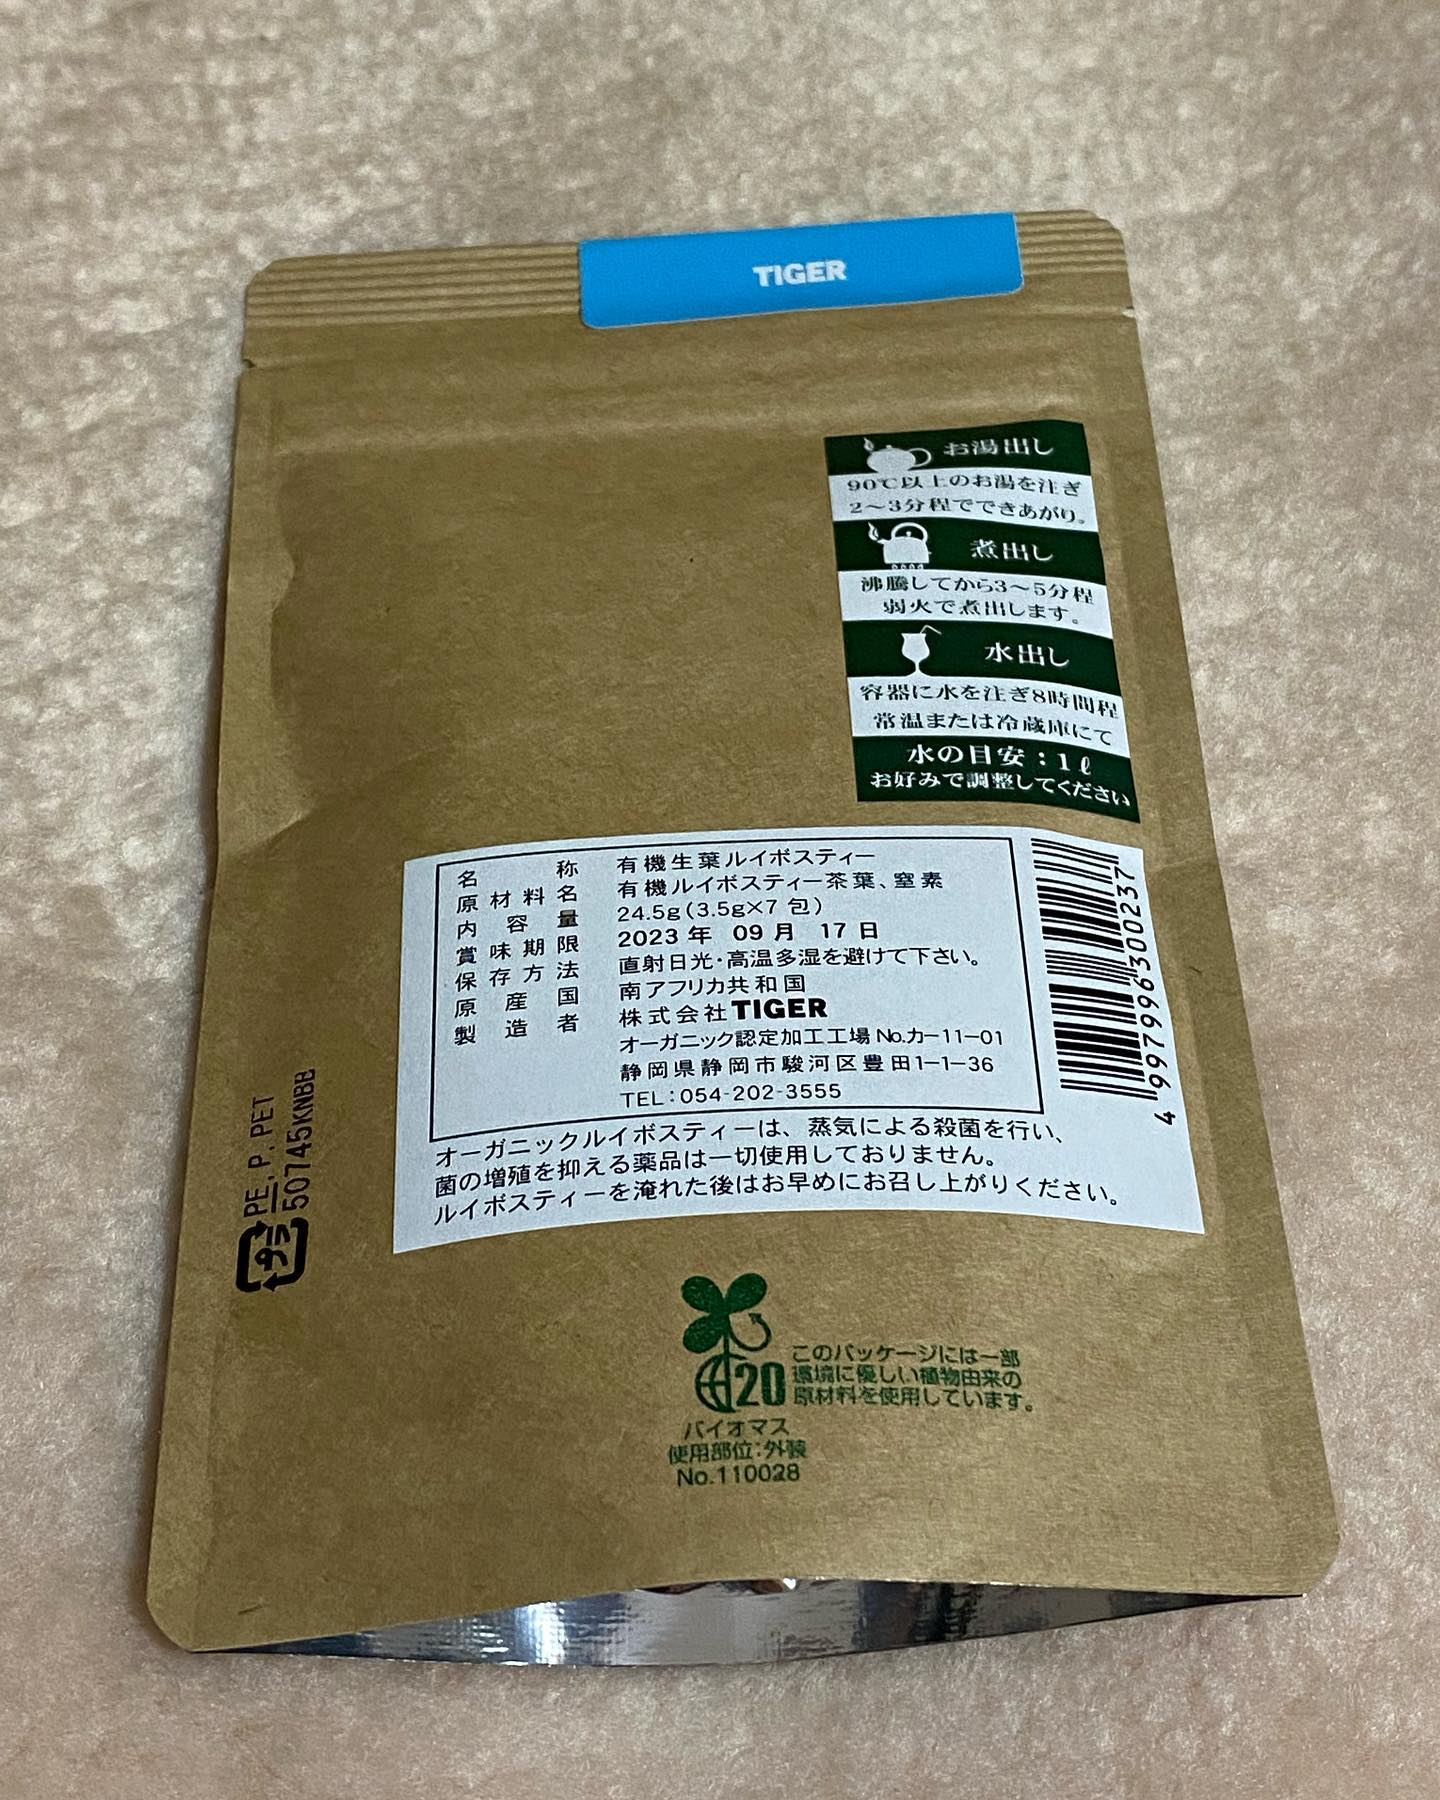 TIGER
お湯出し
90℃以上のお湯を注ぎ
2～3分程でできあがり。
煮出し
沸騰してから3～5分程
弱火で煮出します。
水出し
容器に水を注ぎ8時間程
常温または冷蔵庫にて
水の目安：1ℓ
お好みで調整してください
名称 有機生葉ルイボスティー
原材料名 有機ルイボスティー茶葉、窒素
内容量 24.5g(3.5g×7 包)
賞味期限 2023 年 09 月 17 日
保存方法 直射日光・高温多湿を避けて下さい。
原産国 南アフリカ共和国
製造者 株式会社TIGER
オーガニック認定加工工場 No.カー11ー01
静岡県静岡市駿河区豊田1ー1ー36
TEL：054-202-3555
4997996300237
オーガニックルイボスティーは、蒸気による殺菌を行い、
菌の増殖を抑える薬品は一切使用しておりません。
ルイボスティーを淹れた後はお早めにお召し上がりください。
プラ PE, P, PET
50745KNBB
20
このパッケージには一部
環境に優しい植物由来の
原材料を使用しています。
バイオマス
使用部位：外装
No.110028